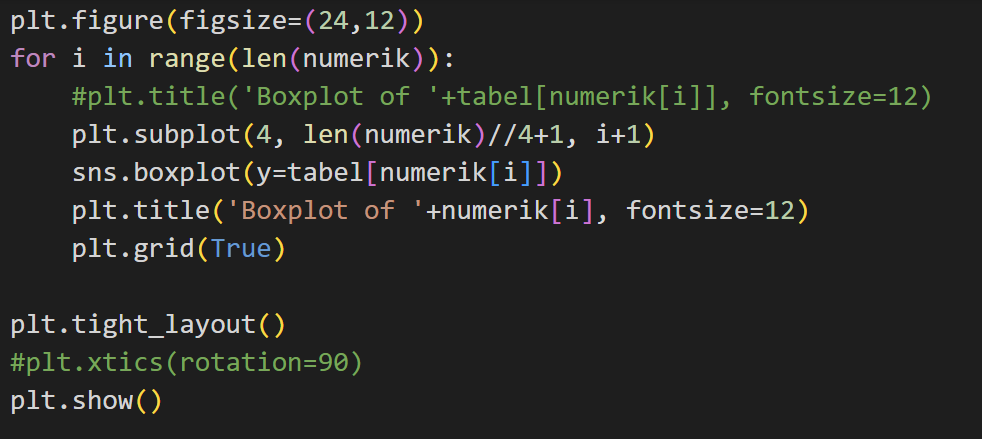 plt.figure(figsize=(24,12))
for i in range(len(numerik)):
    #plt.title('Boxplot of '+tabel[numerik[i]], fontsize=12)
    plt.subplot(4, len(numerik)//4+1, i+1)
    sns.boxplot(y=tabel[numerik[i]])
    plt.title('Boxplot of '+numerik[i], fontsize=12)
    plt.grid(True)

plt.tight_layout()
#plt.xtics(rotation=90)
plt.show()